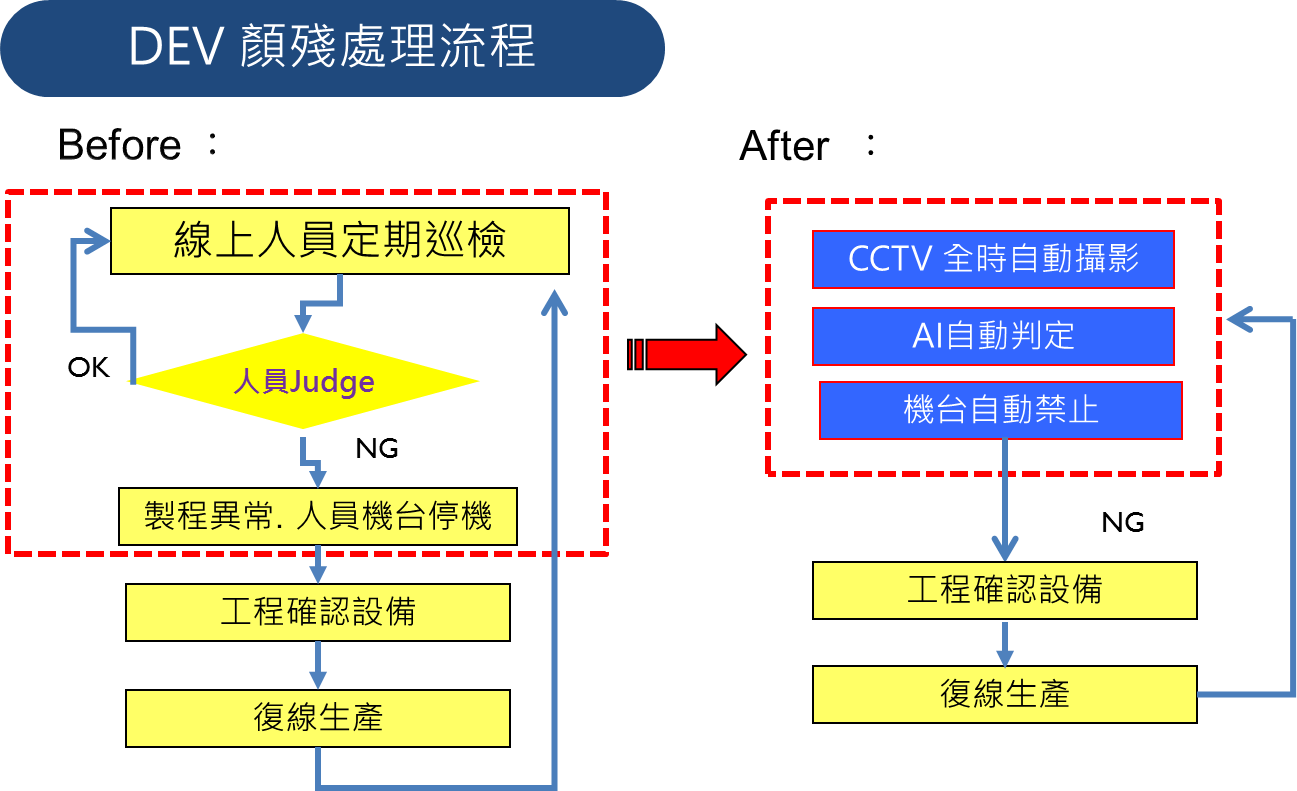 DEV 顏殘處理流程
Before ：
線上人員定期巡檢
OK
人員Judge
NG
製程異常. 人員機台停機
工程確認設備
復線生產
After ：
CCTV 全時自動攝影
AI自動判定
機台自動禁止
NG
工程確認設備
復線生產